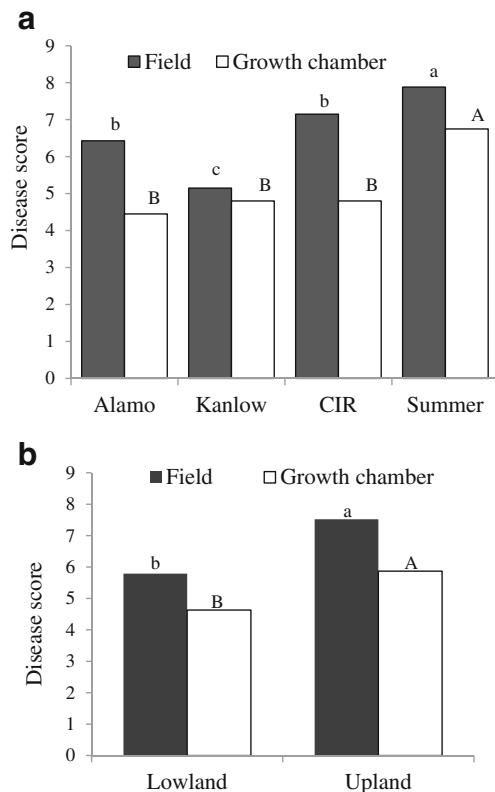 a
9
8
7
6
5
4
3
2
1
0
Disease score
Field Growth chamber
b B c B b B a A
Alamo Kanlow CIR Summer
b
9
8
7
6
5
4
3
2
1
0
Disease score
Field Growth chamber
b B a A
Lowland Upland